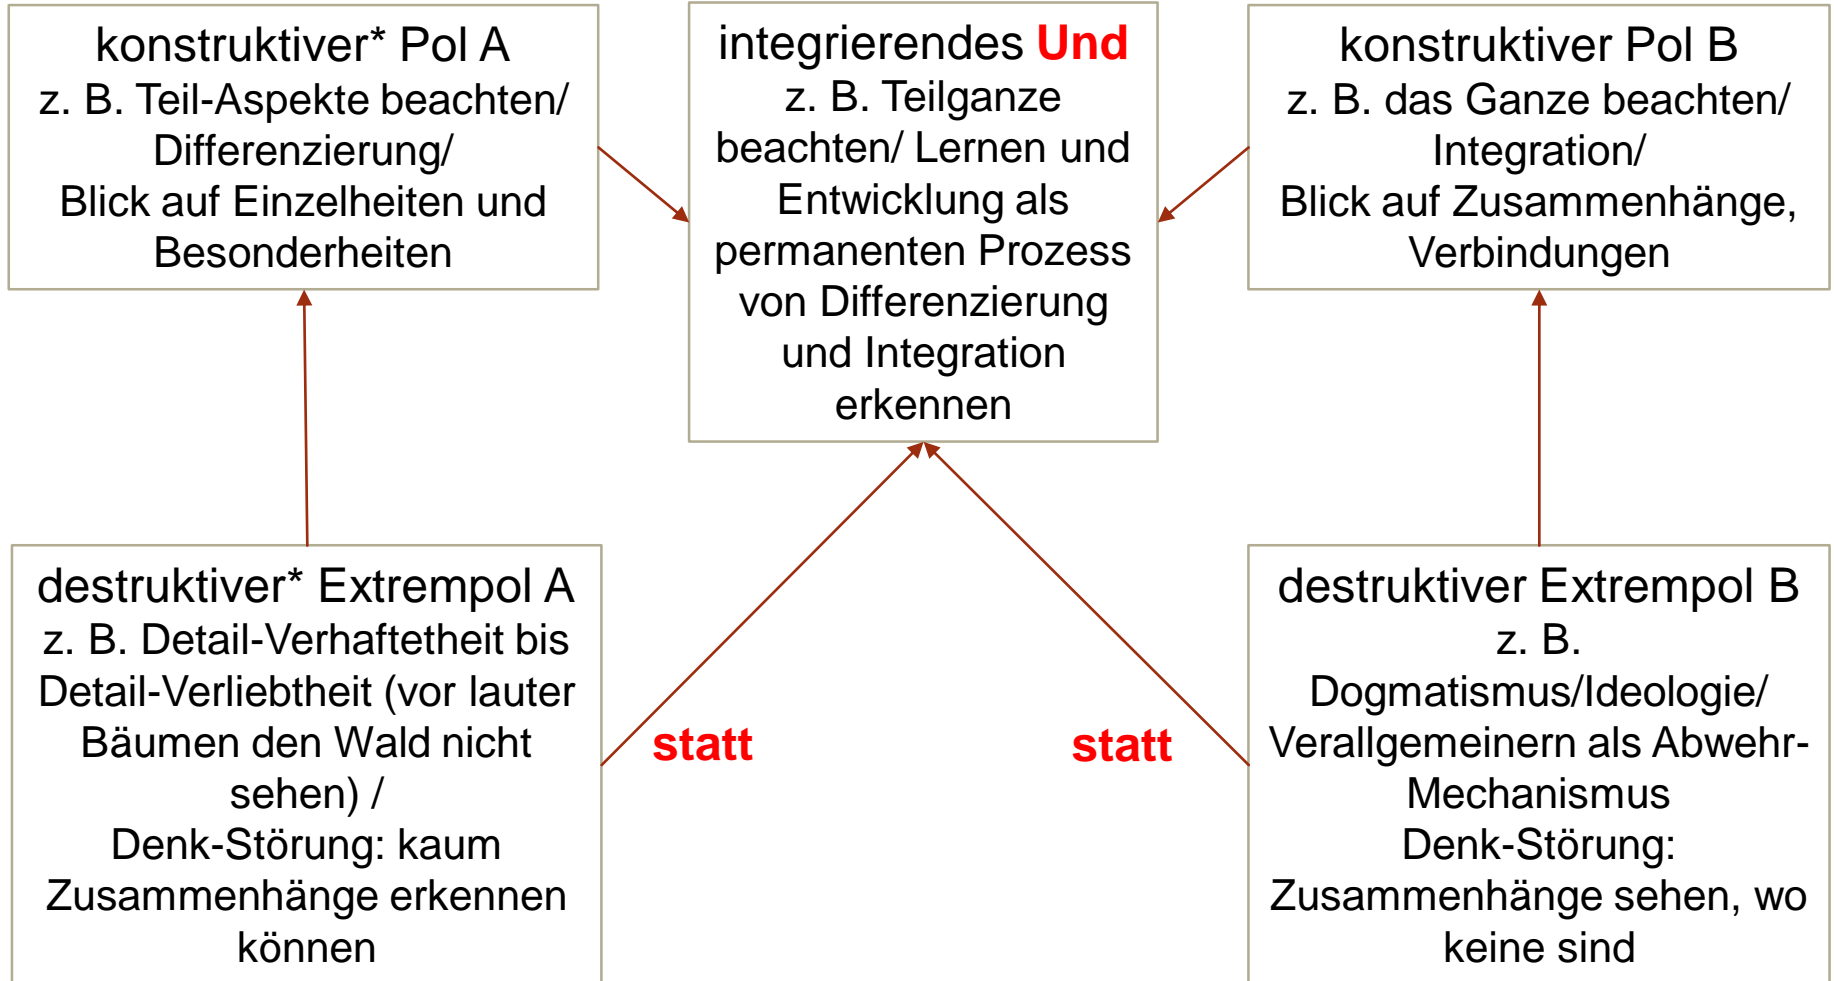 konstruktiver* Pol A
z. B. Teil-Aspekte beachten/
Differenzierung/
Blick auf Einzelheiten und
Besonderheiten
integrierendes Und
z. B. Teilganze
beachten/ Lernen und
Entwicklung als
permanenten Prozess
von Differenzierung
und Integration
erkennen
konstruktiver Pol B
z. B. das Ganze beachten/
Integration/
Blick auf Zusammenhänge,
Verbindungen
destruktiver* Extrempol A
z. B. Detail-Verhaftetheit bis
Detail-Verliebtheit (vor lauter
Bäumen den Wald nicht
sehen) /
Denk-Störung: kaum
Zusammenhänge erkennen
können
statt
statt
destruktiver Extrempol B
z. B.
Dogmatismus/Ideologie/
Verallgemeinern als Abwehr-
Mechanismus
Denk-Störung:
Zusammenhänge sehen, wo
keine sind